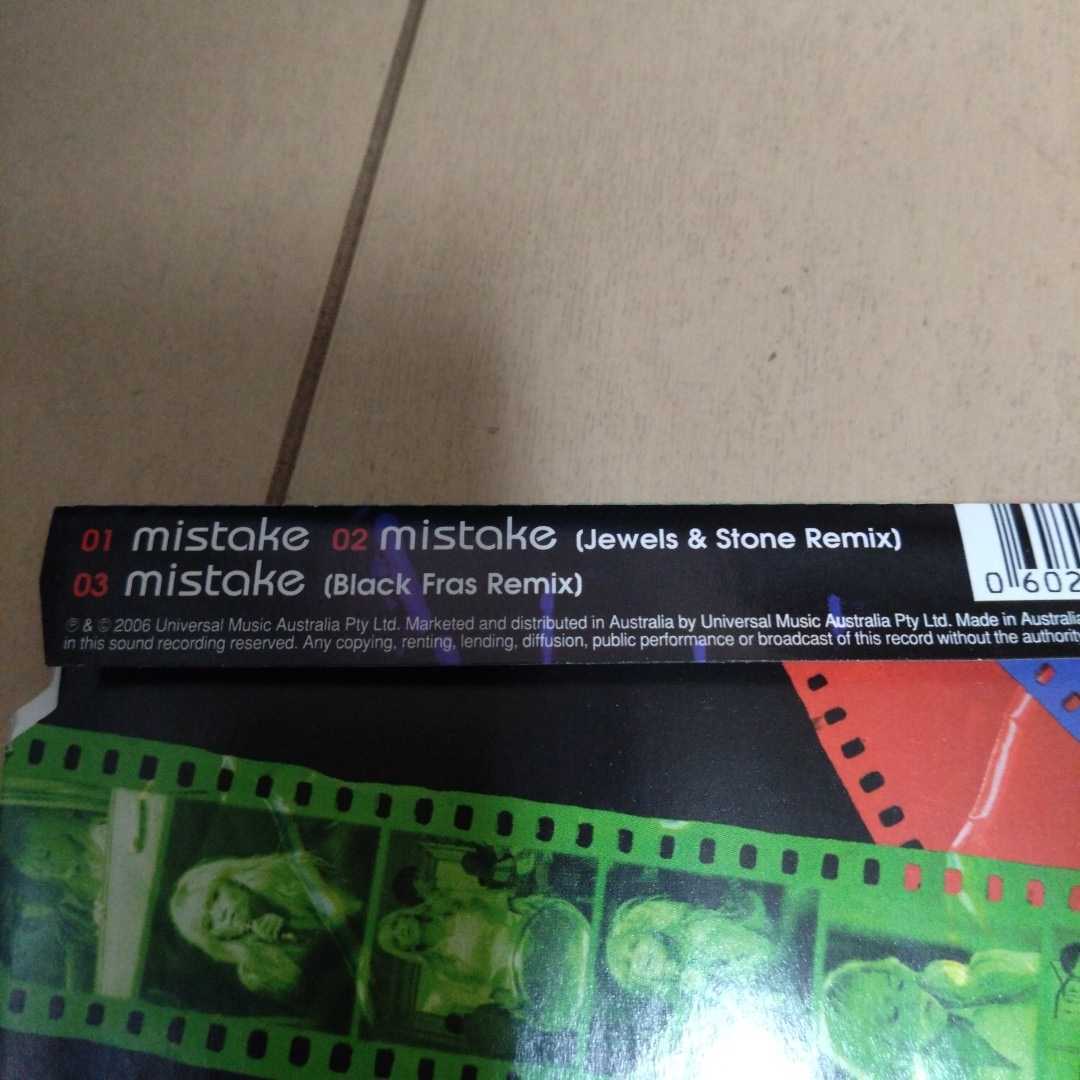 01 mistake 02 mistake (Jewels & Stone Remix)
03 mistake (Black Fras Remix)
℗ & © 2006 Universal Music Australia Pty Ltd. Marketed and distributed in Australia by Universal Music Australia Pty Ltd. Made in Australia
in this sound recording reserved. Any copying, renting, lending, diffusion, public performance or broadcast of this record without the authority
0 602